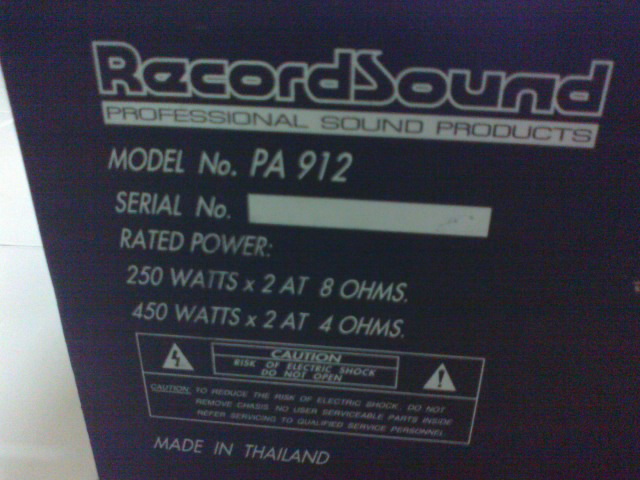 RecordSound
PROFESSIONAL SOUND PRODUCTS
MODEL No. PA 912
SERIAL No.
RATED POWER:
250 WATTS x 2 AT 8 OHMS.
450 WATTS x 2 AT 4 OHMS.
CAUTION
RISK OF ELECTRIC SHOCK
DO NOT OPEN
CAUTION: TO REDUCE THE RISK OF ELECTRIC SHOCK, DO NOT
REMOVE CHASIS. NO USER SERVICEABLE PARTS INSIDE
REFER SERVICING TO QUALIFIED SERVICE PERSONNEL.
MADE IN THAILAND